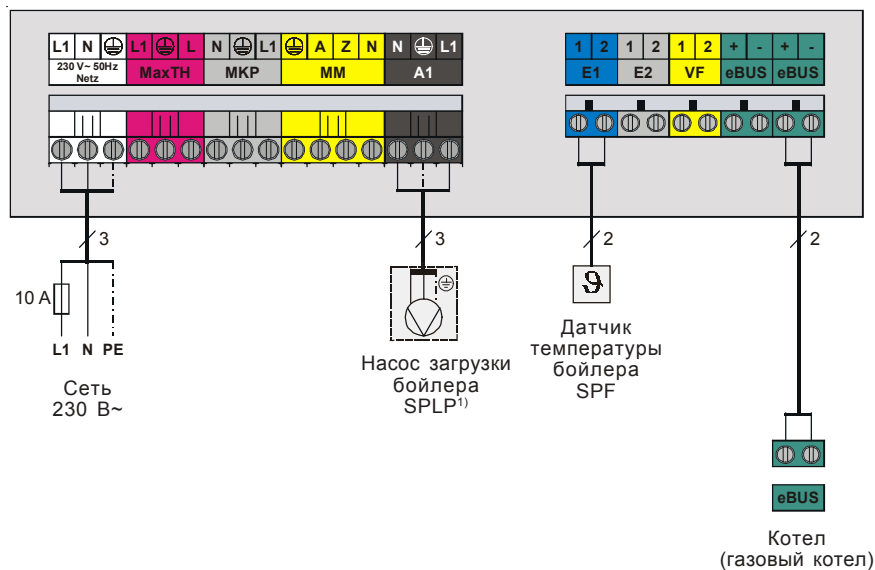 L1 N L1 L N L1 A Z N N L1 1 2 1 2 1 2 + - + -
230 V~ 50Hz
Netz
MaxTH MKP MM A1 E1 E2 VF eBUS eBUS
3 3 2 2
10 A
L1 N PE
Сеть
230 В~
Насос загрузки
бойлера
SPLP1)
ϑ
Датчик
температуры
бойлера
SPF
eBUS
Котел
(газовый котел)